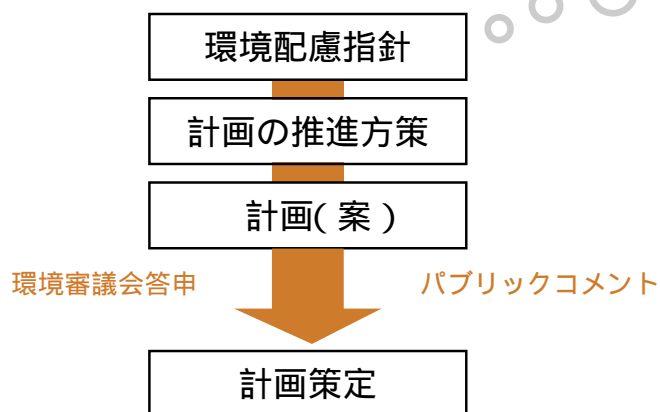 環境配慮指針
計画の推進方策
計画(案)
環境審議会答申
パブリックコメント
計画策定